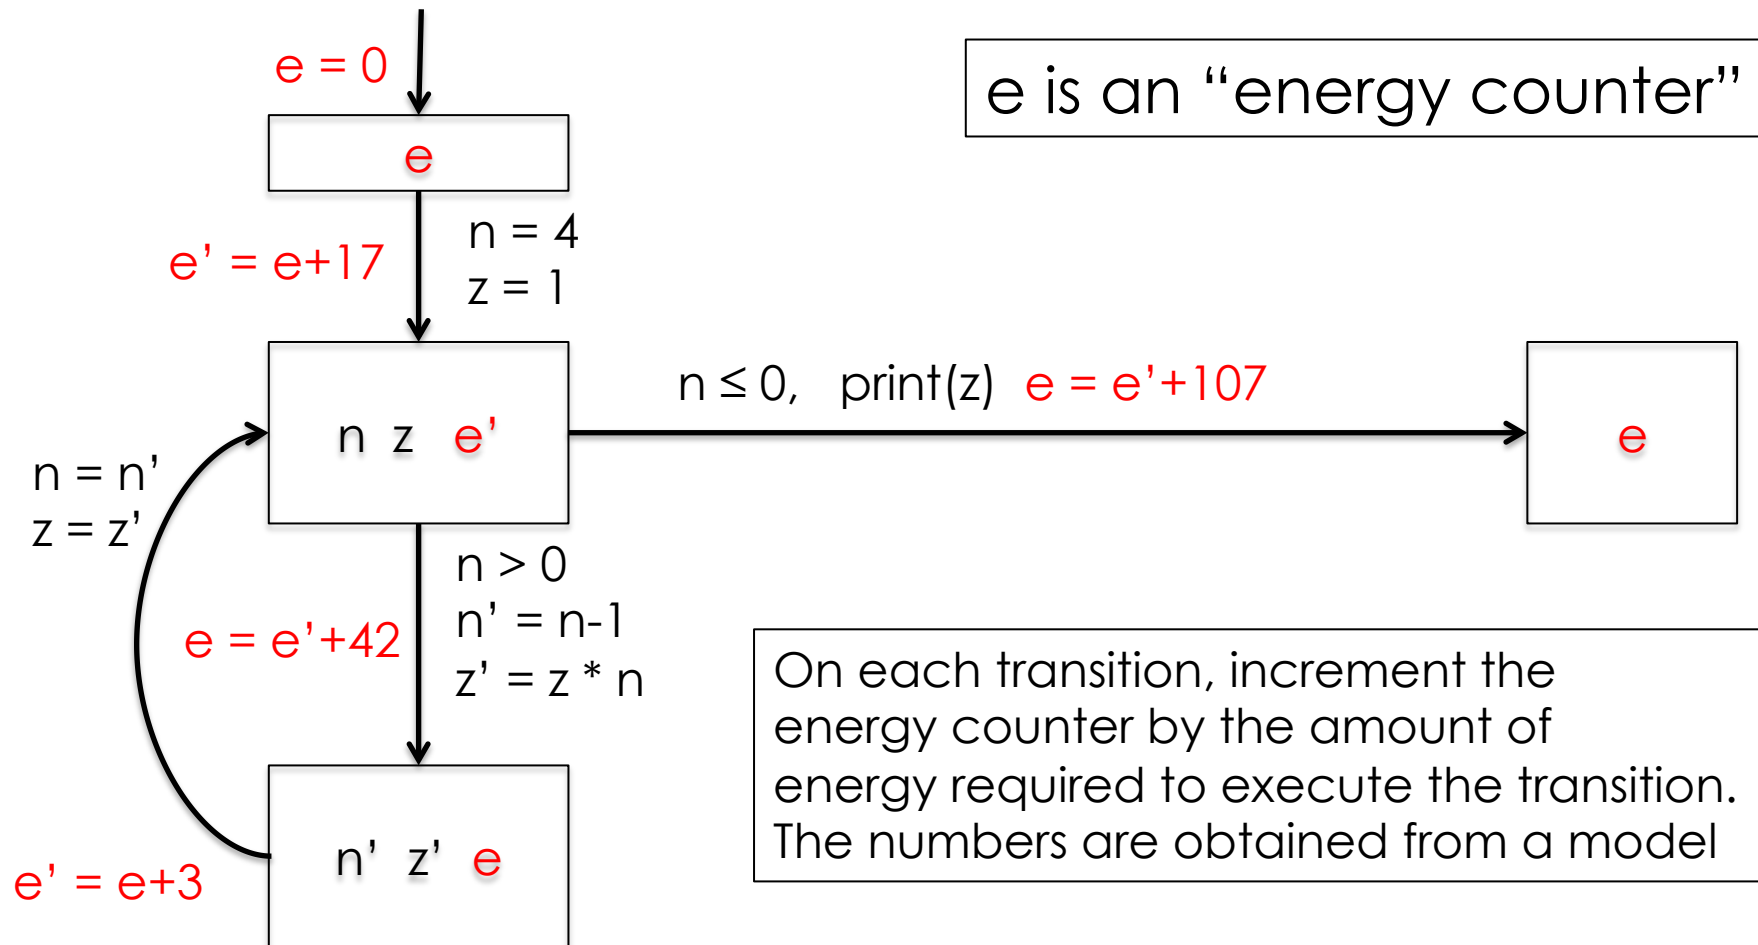 e = 0
e is an “energy counter”
e
e’ = e+17
n = 4
z = 1
n ≤ 0, print(z) e = e’+107
n z e’
e
n = n’
z = z’
n > 0
n’ = n-1
z’ = z * n
e = e’+42
On each transition, increment the
energy counter by the amount of
energy required to execute the transition.
The numbers are obtained from a model
n’ z’ e
e’ = e+3